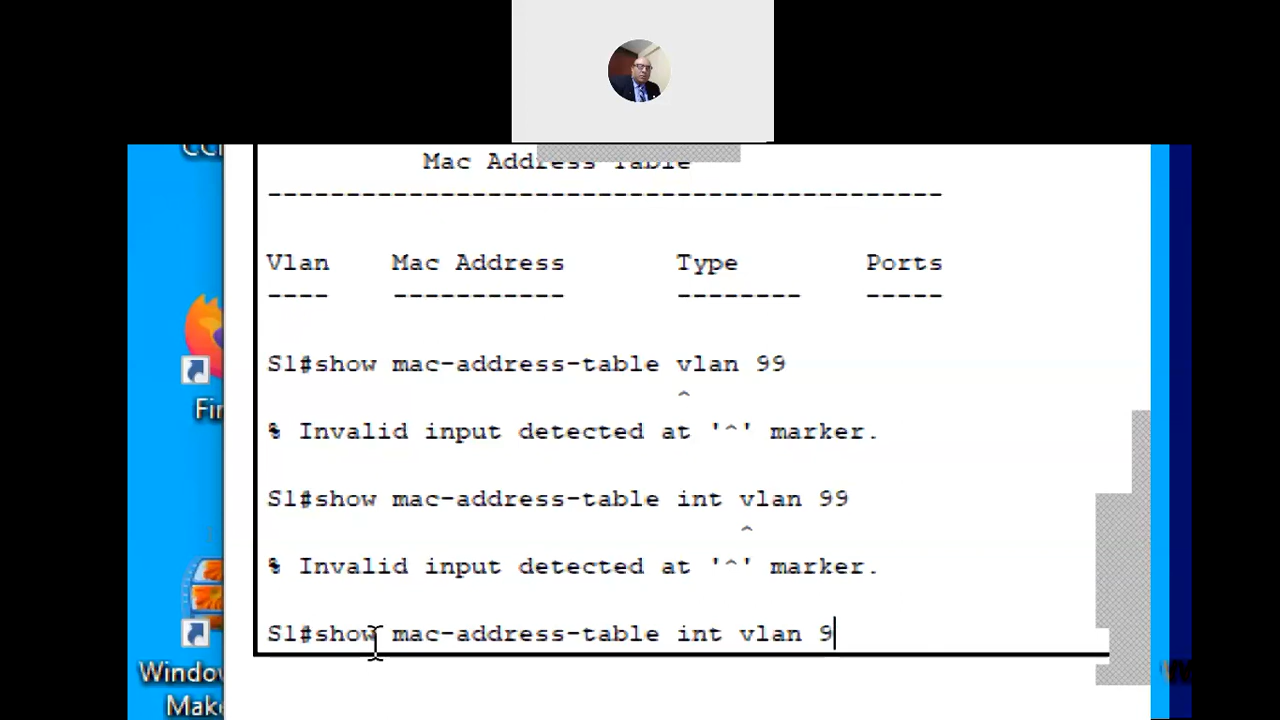 Mac Address Table
-------------------------------------------
Vlan    Mac Address       Type        Ports
----    -----------       --------    -----
S1#show mac-address-table vlan 99
^
% Invalid input detected at '^' marker.
S1#show mac-address-table int vlan 99
^
% Invalid input detected at '^' marker.
S1#show mac-address-table int vlan 9
Window
Make